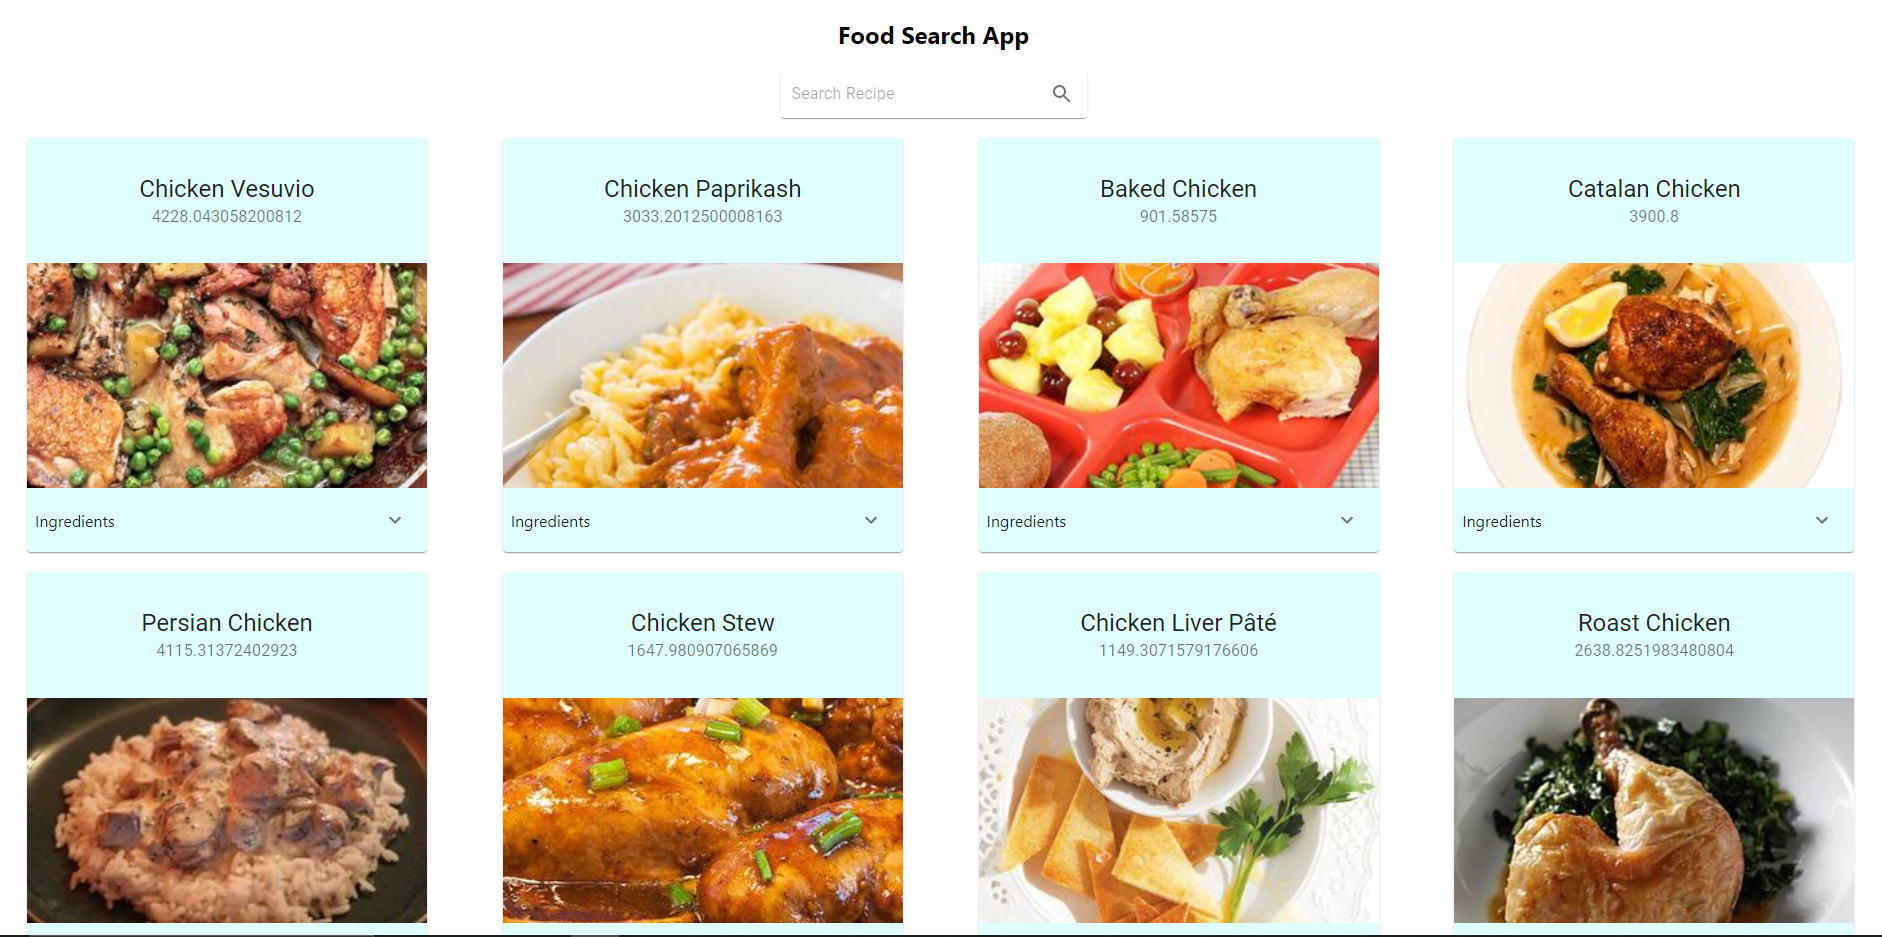 Food Search App
Search Recipe
Chicken Vesuvio
4228.043058200812
Chicken Paprikash
3033.2012500008163
Baked Chicken
901.58575
Catalan Chicken
3900.8
Ingredients
Ingredients
Ingredients
Ingredients
Persian Chicken
4115.31372402923
Chicken Stew
1647.980907065869
Chicken Liver Pâté
1149.3071579176606
Roast Chicken
2638.8251983480804